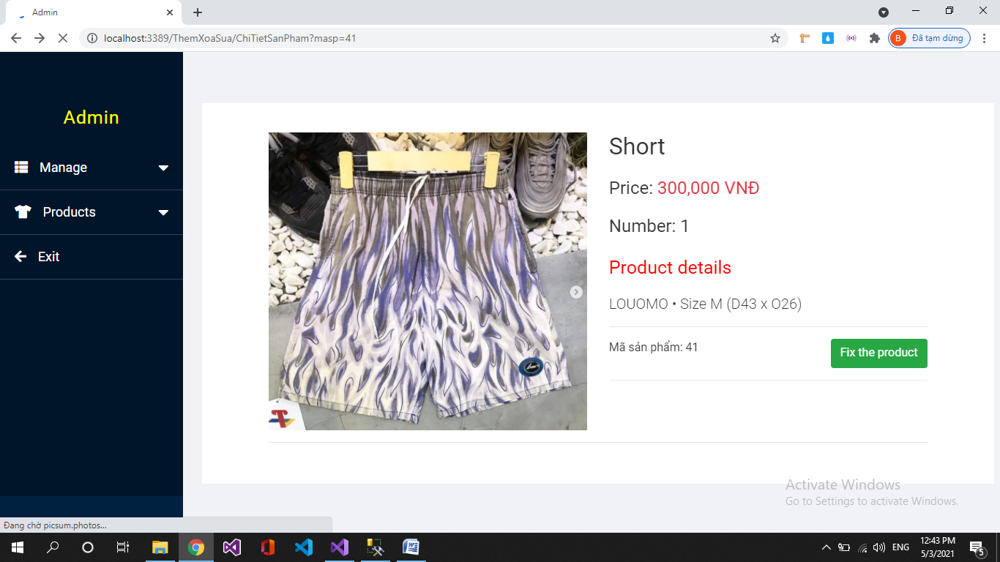 Admin
localhost:3389/ThemXoaSua/ChiTietSanPham?masp=41
B Đã tạm dừng
Admin
Manage
Products
Exit
Short
Price: 300,000 VNĐ
Number: 1
Product details
LOUOMO • Size M (D43 x O26)
Mã sản phẩm: 41
Fix the product
Activate Windows
Go to Settings to activate Windows.
Đang chờ picsum.photos...
ENG
12:43 PM
5/3/2021
5